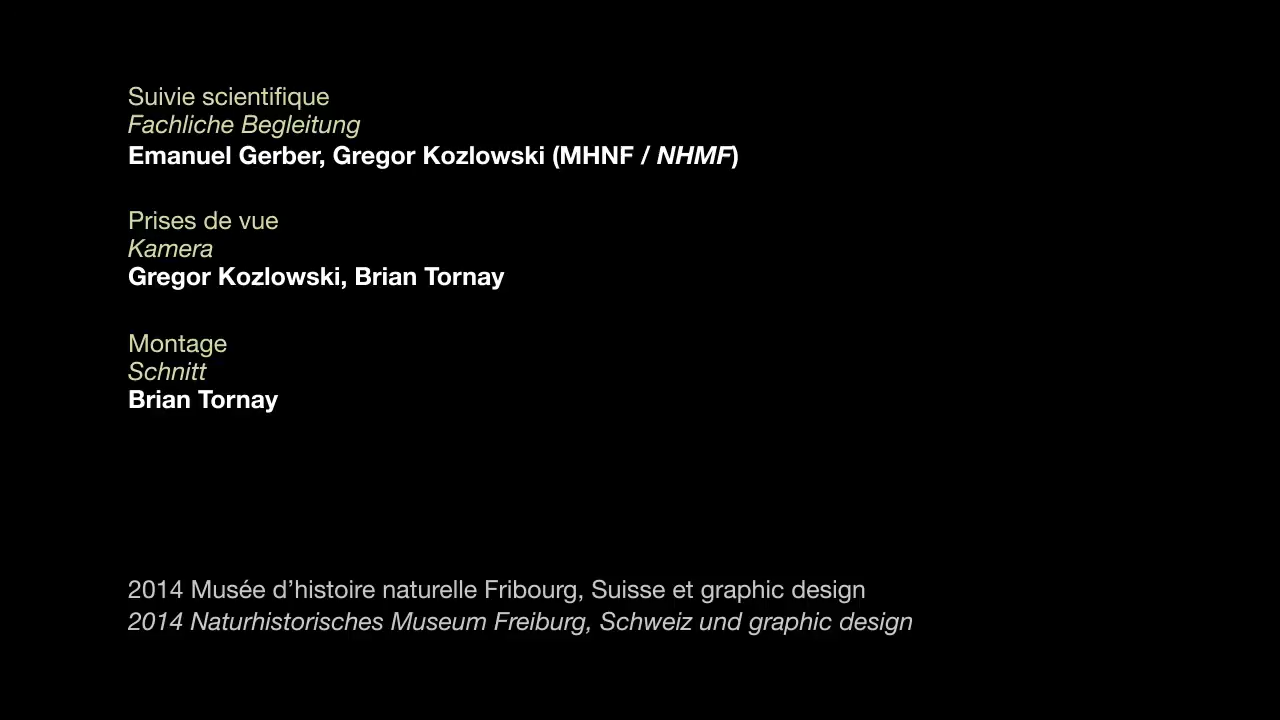 Suivie scientifique
Fachliche Begleitung
Emanuel Gerber, Gregor Kozlowski (MHNF / NHMF)
Prises de vue
Kamera
Gregor Kozlowski, Brian Tornay
Montage
Schnitt
Brian Tornay
2014 Musée d’histoire naturelle Fribourg, Suisse et graphic design
2014 Naturhistorisches Museum Freiburg, Schweiz und graphic design